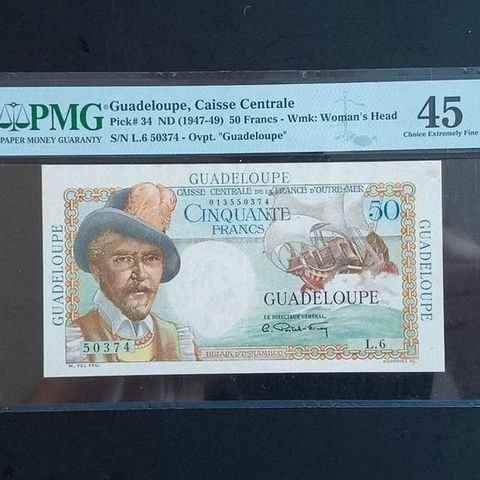 PMG
PAPER MONEY GUARANTY
Guadeloupe, Caisse Centrale
Pick# 34 ND (1947-49) 50 Francs - Wmk: Woman's Head
S/N L.6 50374 - Ovpt. "Guadeloupe"
45
Choice Extremely Fine
GUADELOUPE
CAISSE CENTRALE DE LA FRANCE D'OUTRE-MER
013550374
CINQUANTE
FRANCS
50
GUADELOUPE
GUADELOUPE
GUADELOUPE
LE DIRECTEUR GÉNÉRAL,
50374
L.6
BELAIN D'ESNAMBUC
W. FEL FEC.